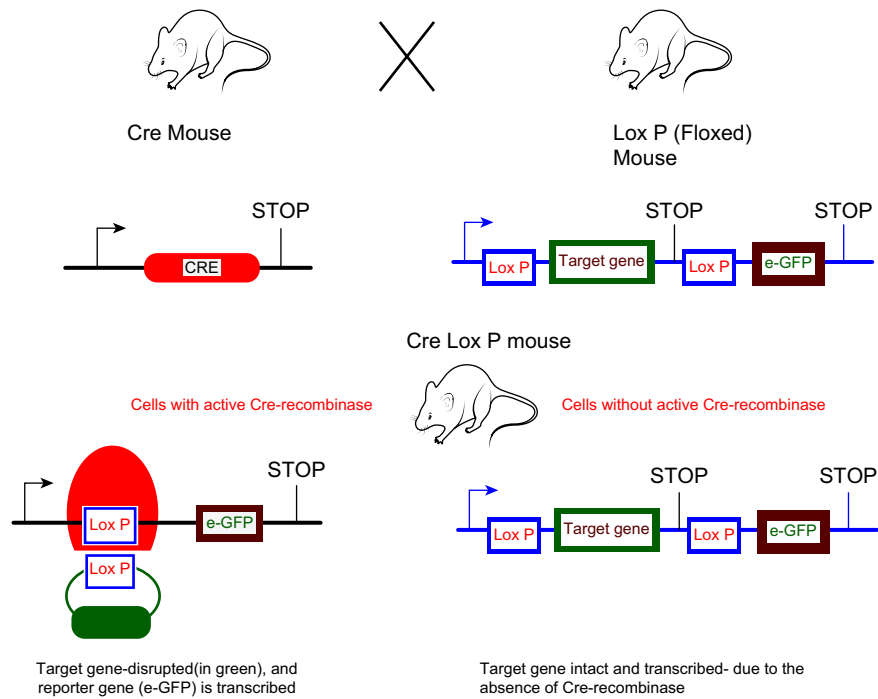 Cre Mouse
Lox P (Floxed)
Mouse
STOP
CRE
STOP
STOP
Lox P
Target gene
Lox P
e-GFP
Cre Lox P mouse
Cells with active Cre-recombinase
Cells without active Cre-recombinase
STOP
Lox P
e-GFP
Lox P
STOP
STOP
Lox P
Target gene
Lox P
e-GFP
Target gene-disrupted(in green), and
reporter gene (e-GFP) is transcribed
Target gene intact and transcribed- due to the
absence of Cre-recombinase